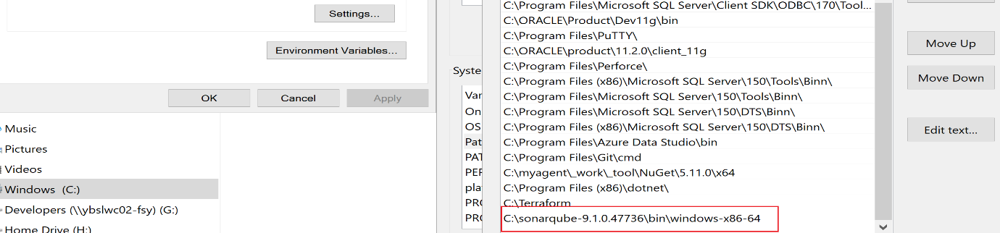 Settings...
Environment Variables...
OK
Cancel
Apply
Music
Pictures
Videos
Windows (C:)
Developers (\\ybslwc02-fsy) (G:)
Home Drive (H:)
Syste
Var
On
OS
Pat
PAT
PER
pla
PRC
PRC
C:\Program Files\Microsoft SQL Server\Client SDK\ODBC\170\Tool...
C:\ORACLE\Product\Dev11g\bin
C:\Program Files\PuTTY\
C:\ORACLE\product\11.2.0\client_11g
C:\Program Files\Perforce\
C:\Program Files (x86)\Microsoft SQL Server\150\Tools\Binn\
C:\Program Files\Microsoft SQL Server\150\Tools\Binn\
C:\Program Files\Microsoft SQL Server\150\DTS\Binn\
C:\Program Files (x86)\Microsoft SQL Server\150\DTS\Binn\
C:\Program Files\Azure Data Studio\bin
C:\Program Files\Git\cmd
C:\myagent\_work\_tool\NuGet\5.11.0\x64
C:\Program Files (x86)\dotnet\
C:\Terraform
C:\sonarqube-9.1.0.47736\bin\windows-x86-64
Move Up
Move Down
Edit text...